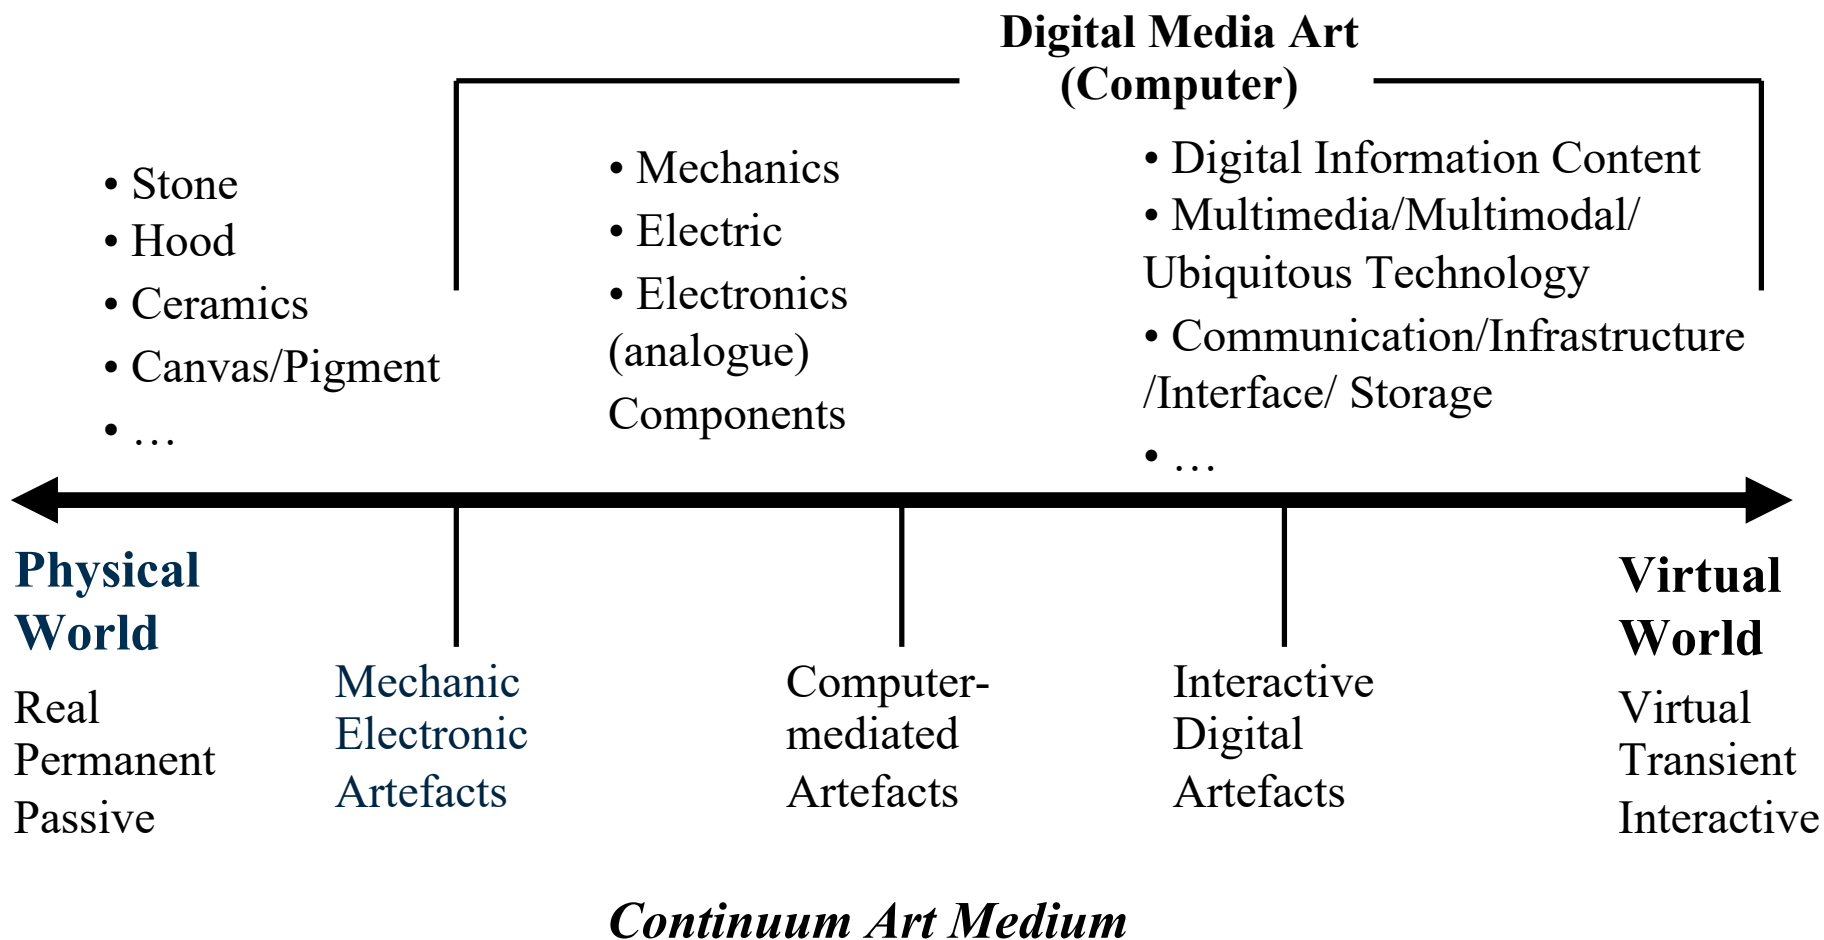 Digital Media Art
(Computer)
• Stone
• Hood
• Ceramics
• Canvas/Pigment
• …
• Mechanics
• Electric
• Electronics
(analogue)
Components
• Digital Information Content
• Multimedia/Multimodal/
Ubiquitous Technology
• Communication/Infrastructure
/Interface/ Storage
• …
Physical
World
Real
Permanent
Passive
Mechanic
Electronic
Artefacts
Computer-
mediated
Artefacts
Interactive
Digital
Artefacts
Virtual
World
Virtual
Transient
Interactive
Continuum Art Medium